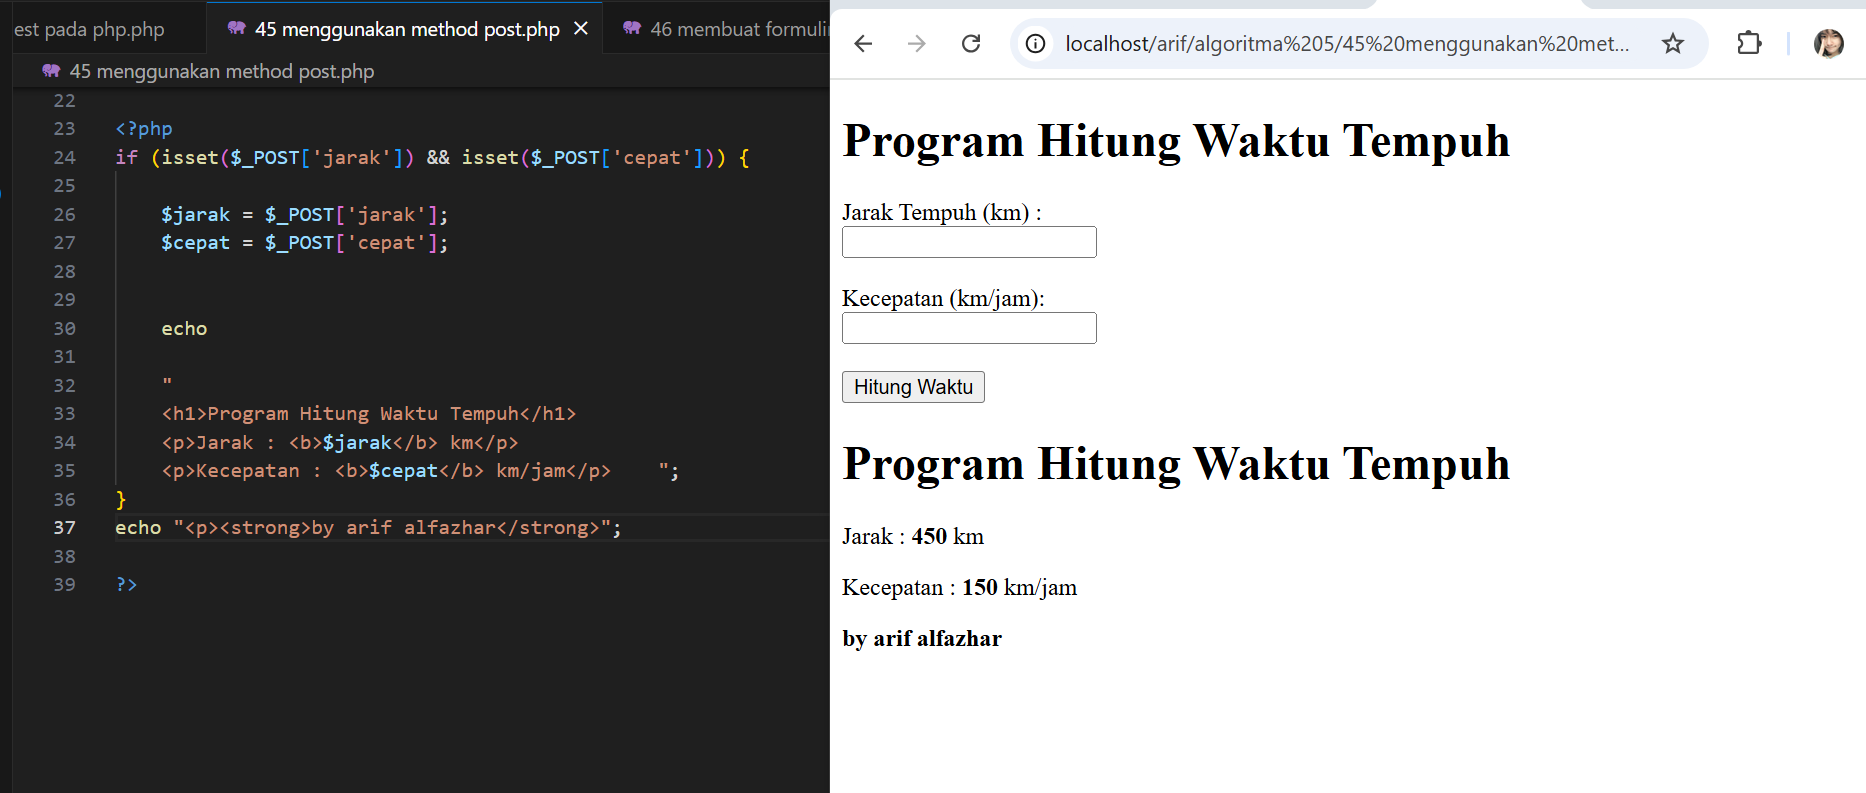 est pada php.php
45 menggunakan method post.php
46 membuat formuli
45 menggunakan method post.php
22
23 <?php
24 if (isset($_POST['jarak']) && isset($_POST['cepat'])) {
25
26 $jarak = $_POST['jarak'];
27 $cepat = $_POST['cepat'];
28
29
30 echo
31
32 "
33 <h1>Program Hitung Waktu Tempuh</h1>
34 <p>Jarak : <b>$jarak</b> km</p>
35 <p>Kecepatan : <b>$cepat</b> km/jam</p> ";
36 }
37 echo "<p><strong>by arif alfazhar</strong>";
38
39 ?>
localhost/arif/algoritma%205/45%20menggunakan%20met...
Program Hitung Waktu Tempuh
Jarak Tempuh (km) :
Kecepatan (km/jam):
Hitung Waktu
Program Hitung Waktu Tempuh
Jarak : 450 km
Kecepatan : 150 km/jam
by arif alfazhar